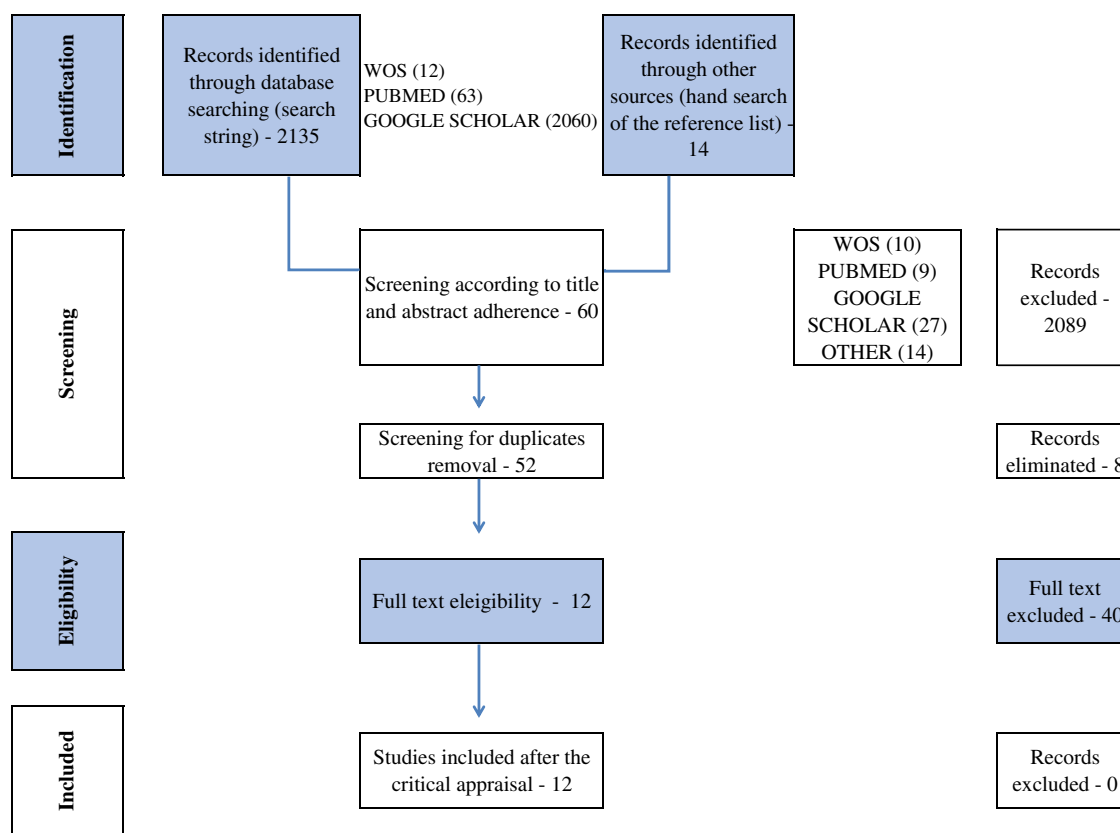 Identification
Records identified
through database
searching (search
string) - 2135
WOS (12)
PUBMED (63)
GOOGLE SCHOLAR (2060)
Records identified
through other
sources (hand search
of the reference list) -
14
Screening
Screening according to title
and abstract adherence - 60
WOS (10)
PUBMED (9)
GOOGLE
SCHOLAR (27)
OTHER (14)
Records
excluded -
2089
Screening for duplicates
removal - 52
Records
eliminated - 8
Eligibility
Full text eleigibility - 12
Full text
excluded - 40
Included
Studies included after the
critical appraisal - 12
Records
excluded - 0